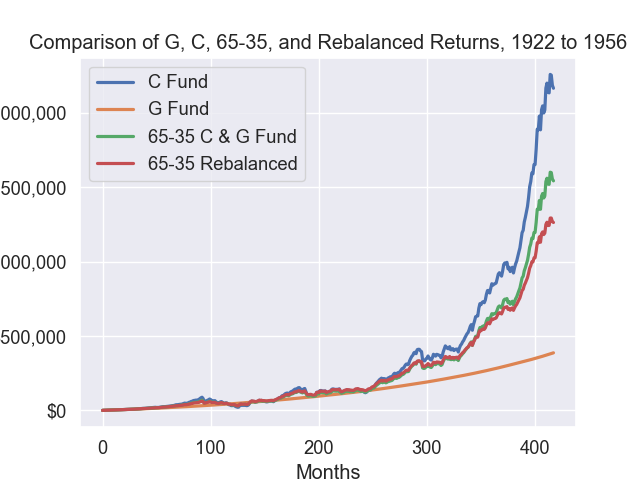 Comparison of G, C, 65-35, and Rebalanced Returns, 1922 to 1956
C Fund
G Fund
65-35 C & G Fund
65-35 Rebalanced
000,000
500,000
000,000
500,000
$0
0 100 200 300 400
Months